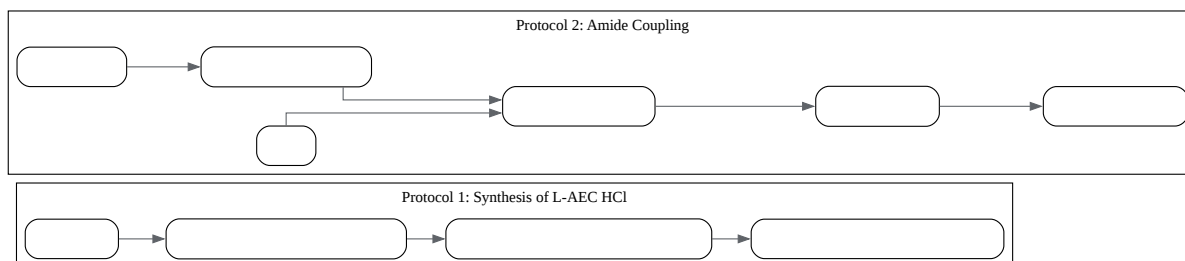 Protocol 2: Amide Coupling
Protocol 1: Synthesis of L-AEC HCl